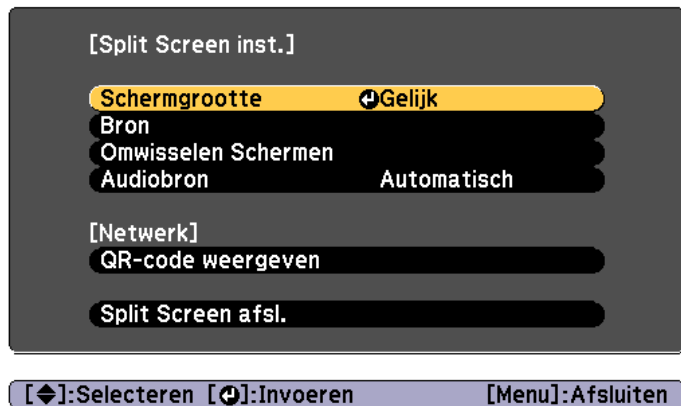 [Split Screen inst.]
Schermgrootte Gelijk
Bron
Omwisselen Schermen
Audiobron Automatisch
[Netwerk]
QR-code weergeven
Split Screen afsl.
[◆]:Selecteren [⏎]:Invoeren [Menu]:Afsluiten